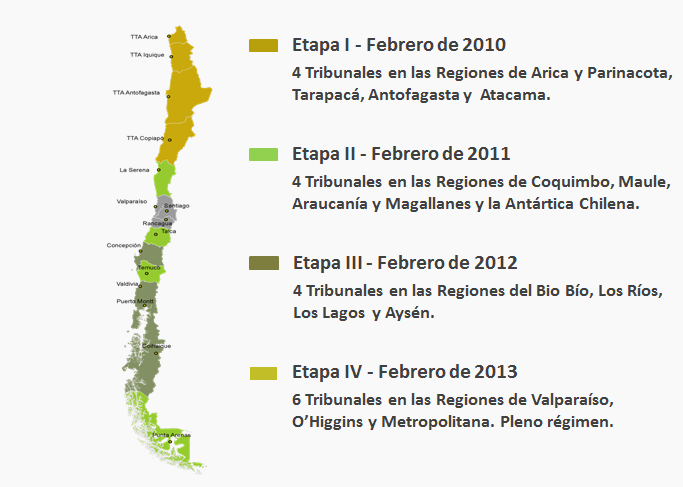 TTA Arica
TTA Iquique
TTA Antofagasta
TTA Copiapó
La Serena
Valparaíso
Santiago
Rancagua
Talca
Concepción
Temuco
Valdivia
Puerto Montt
Coihaique
Punta Arenas
Etapa I - Febrero de 2010
4 Tribunales en las Regiones de Arica y Parinacota,
Tarapacá, Antofagasta y Atacama.
Etapa II - Febrero de 2011
4 Tribunales en las Regiones de Coquimbo, Maule,
Araucanía y Magallanes y la Antártica Chilena.
Etapa III - Febrero de 2012
4 Tribunales en las Regiones del Bio Bío, Los Ríos,
Los Lagos y Aysén.
Etapa IV - Febrero de 2013
6 Tribunales en las Regiones de Valparaíso,
O’Higgins y Metropolitana. Pleno régimen.